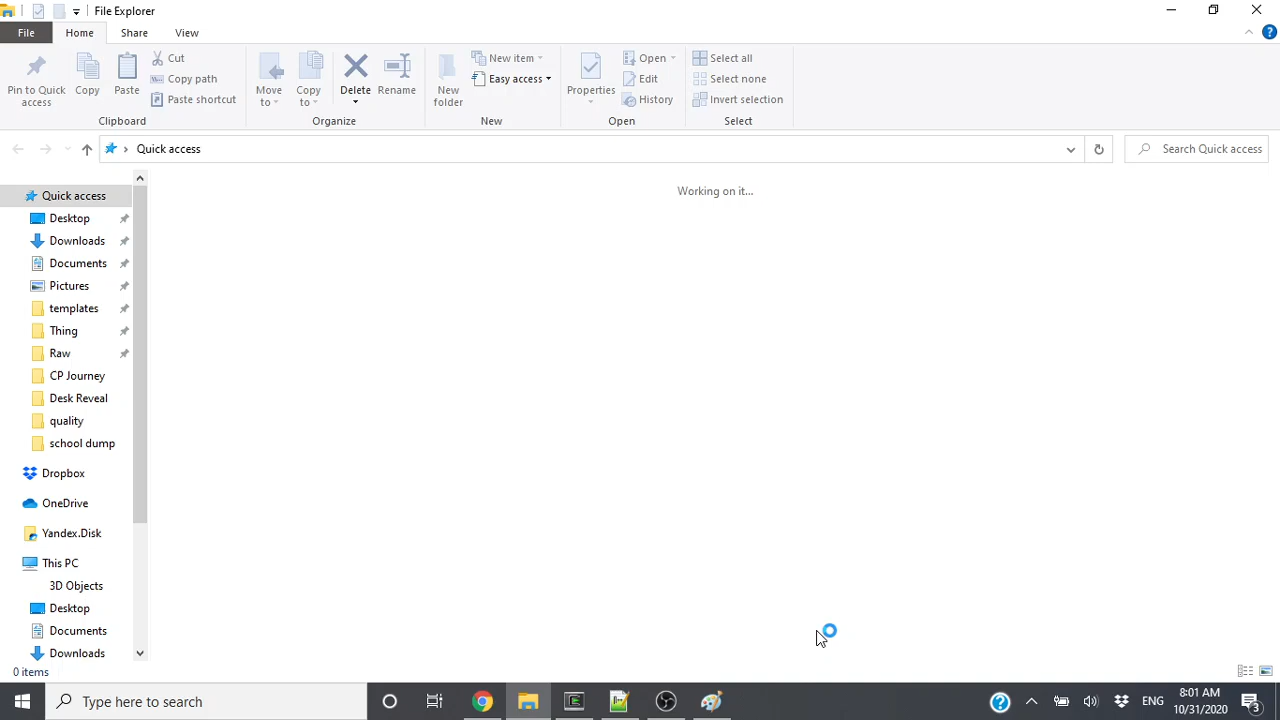 File Explorer
File Home Share View
Pin to Quick access
Copy
Paste
Cut
Copy path
Paste shortcut
Clipboard
Move to
Copy to
Delete
Rename
Organize
New folder
New item
Easy access
New
Properties
Open
Edit
History
Open
Select all
Select none
Invert selection
Select
Quick access
Search Quick access
Working on it...
Quick access
Desktop
Downloads
Documents
Pictures
templates
Thing
Raw
CP Journey
Desk Reveal
quality
school dump
Dropbox
OneDrive
Yandex.Disk
This PC
3D Objects
Desktop
Documents
Downloads
0 items
Type here to search
ENG
8:01 AM
10/31/2020
3